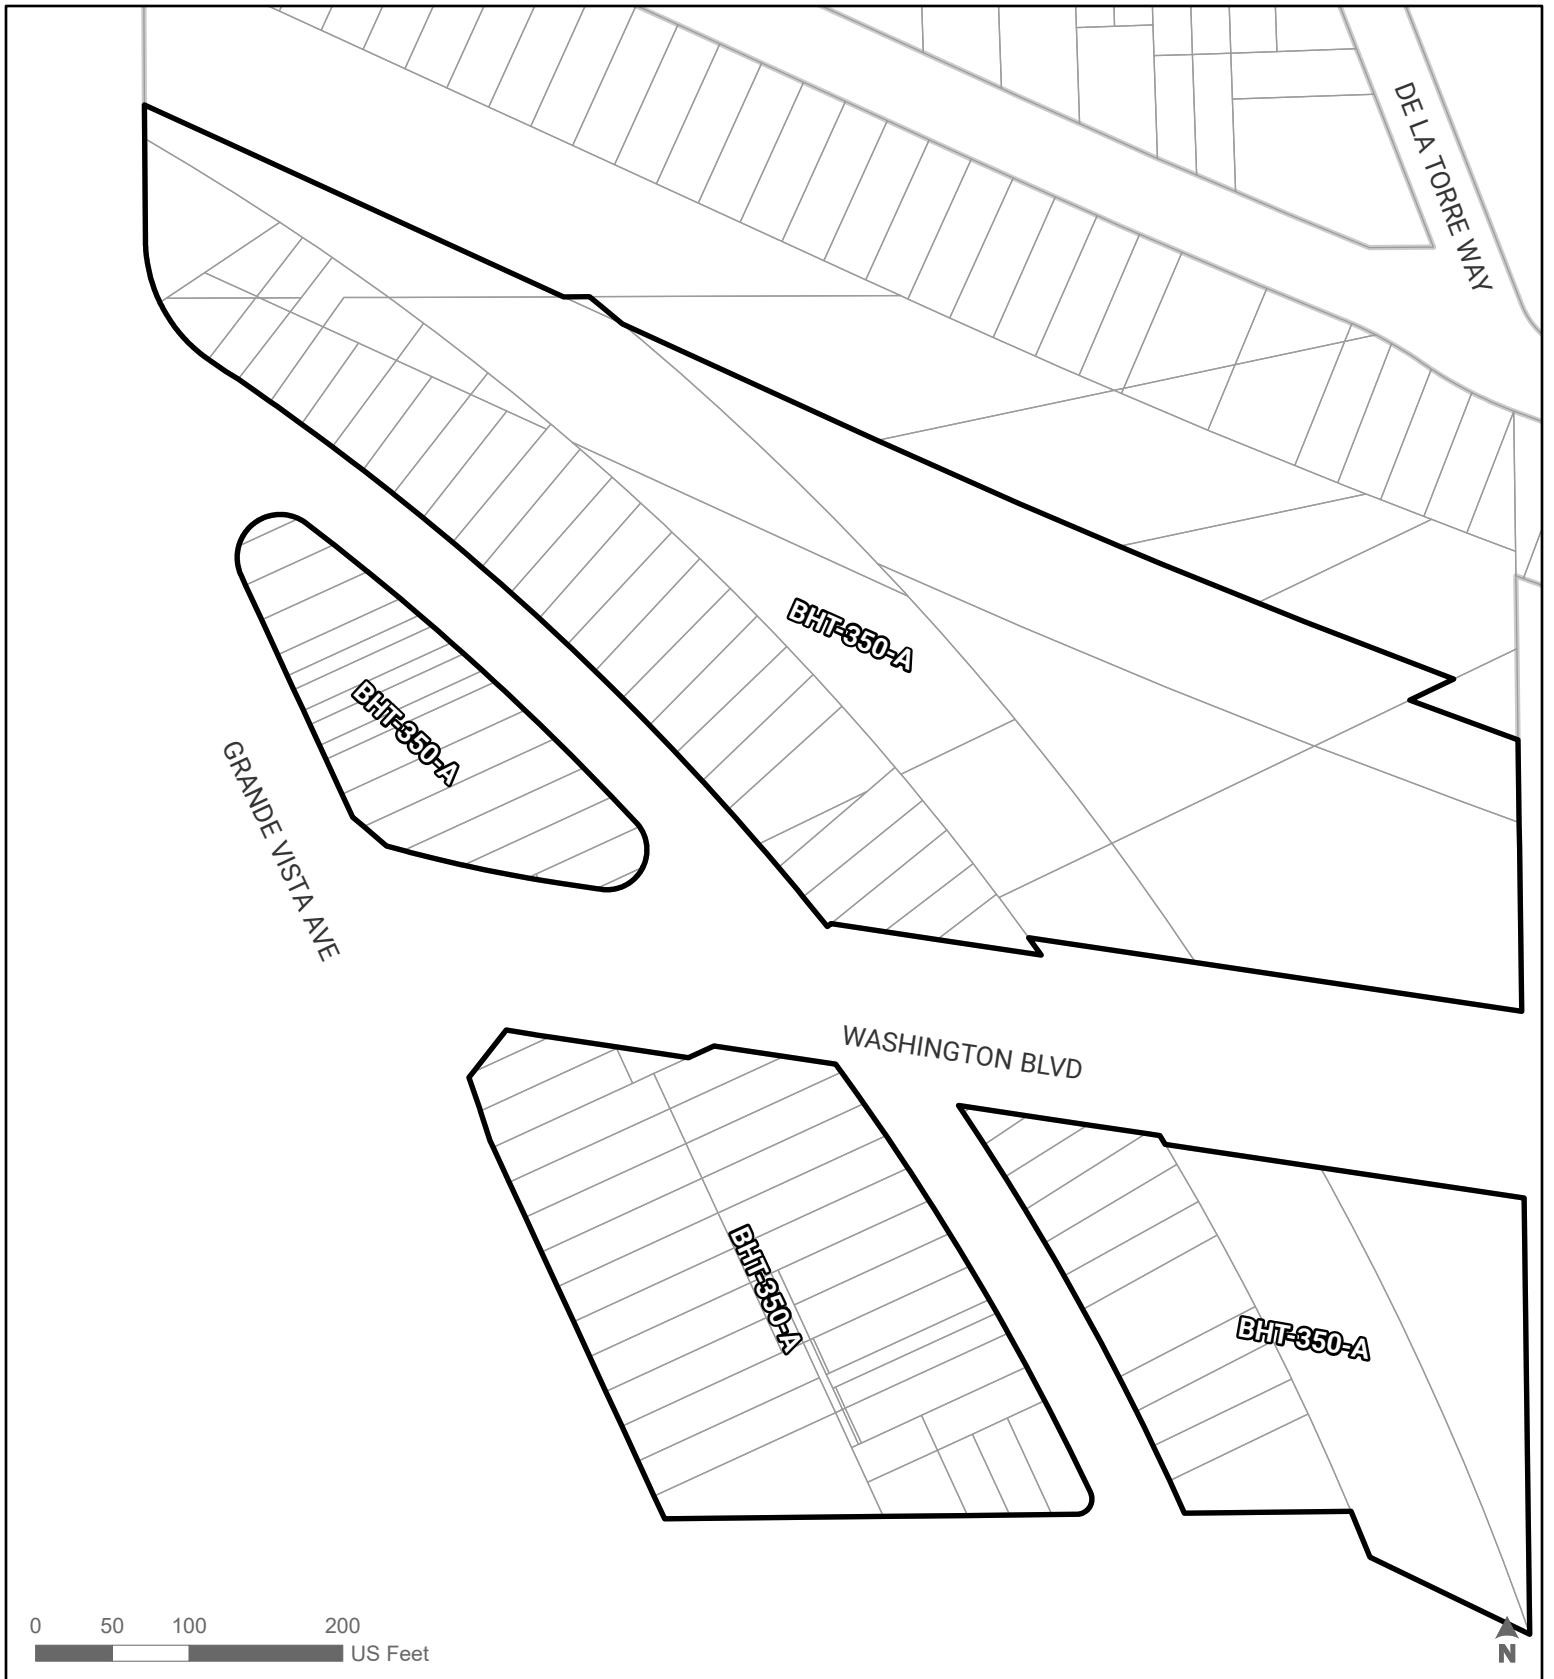 DE LA TORRE WAY
BHT-350-A
BHT-350-A
GRANDE VISTA AVE
WASHINGTON BLVD
BHT-350-A
BHT-350-A
0 50 100 200
US Feet
N